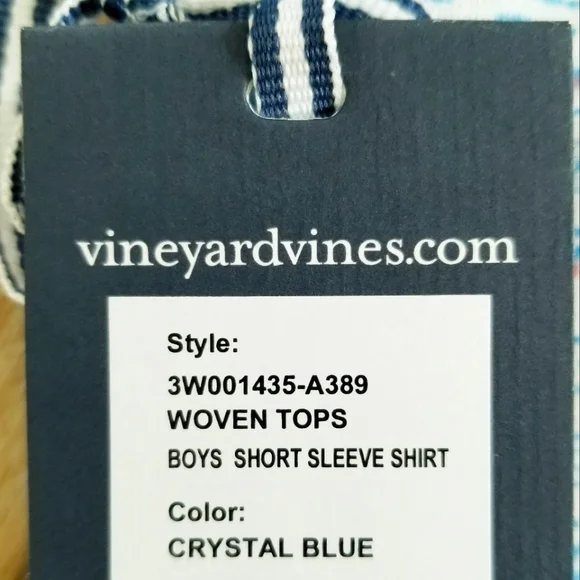 vineyardvines.com
Style:
3W001435-A389
WOVEN TOPS
BOYS SHORT SLEEVE SHIRT
Color:
CRYSTAL BLUE